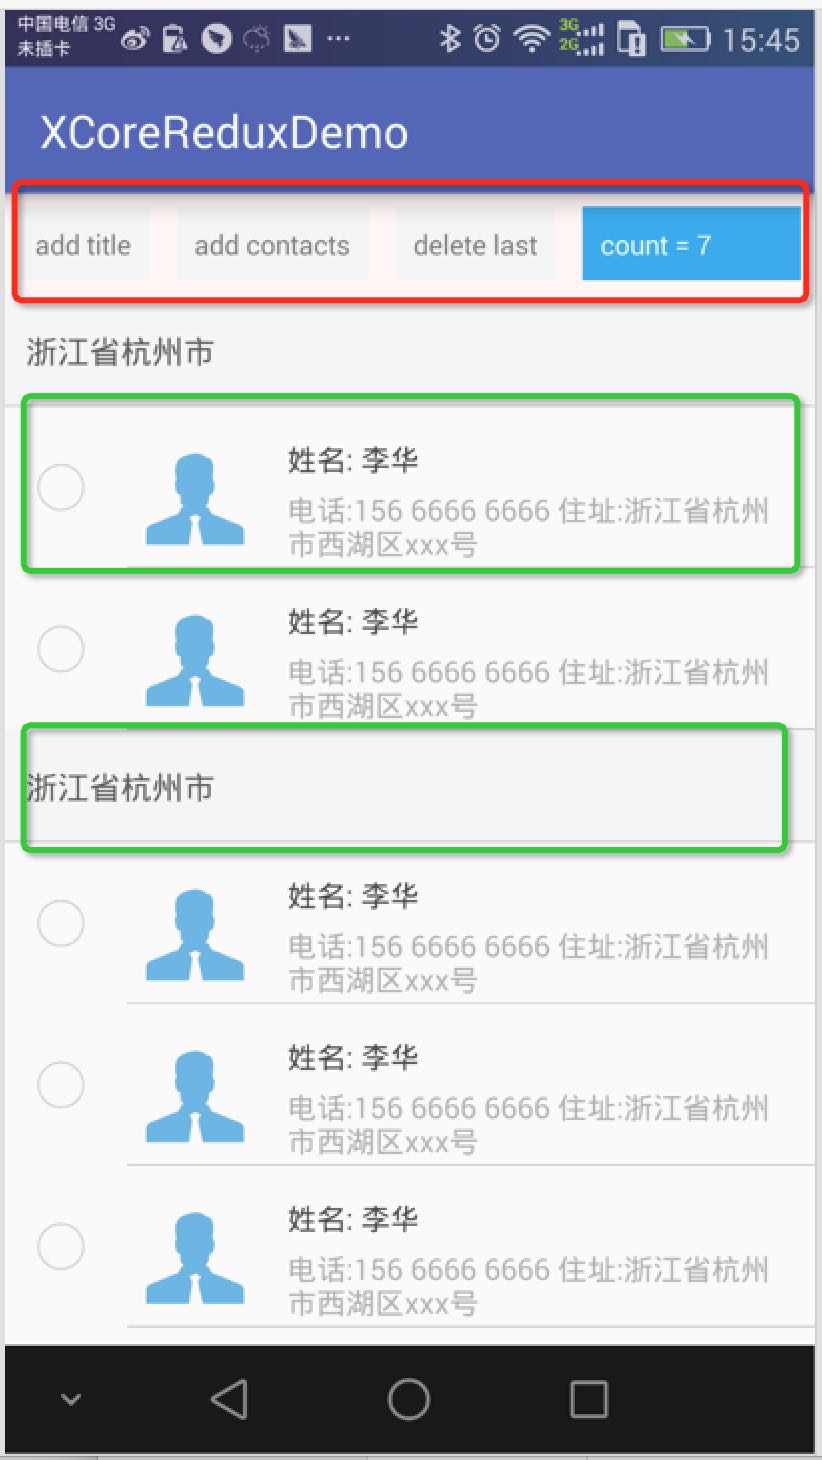 中国电信 3G
未插卡
3G
2G
15:45
XCoreReduxDemo
add title
add contacts
delete last
count = 7
浙江省杭州市
姓名: 李华
电话:156 6666 6666 住址:浙江省杭州
市西湖区xxx号
姓名: 李华
电话:156 6666 6666 住址:浙江省杭州
市西湖区xxx号
浙江省杭州市
姓名: 李华
电话:156 6666 6666 住址:浙江省杭州
市西湖区xxx号
姓名: 李华
电话:156 6666 6666 住址:浙江省杭州
市西湖区xxx号
姓名: 李华
电话:156 6666 6666 住址:浙江省杭州
市西湖区xxx号